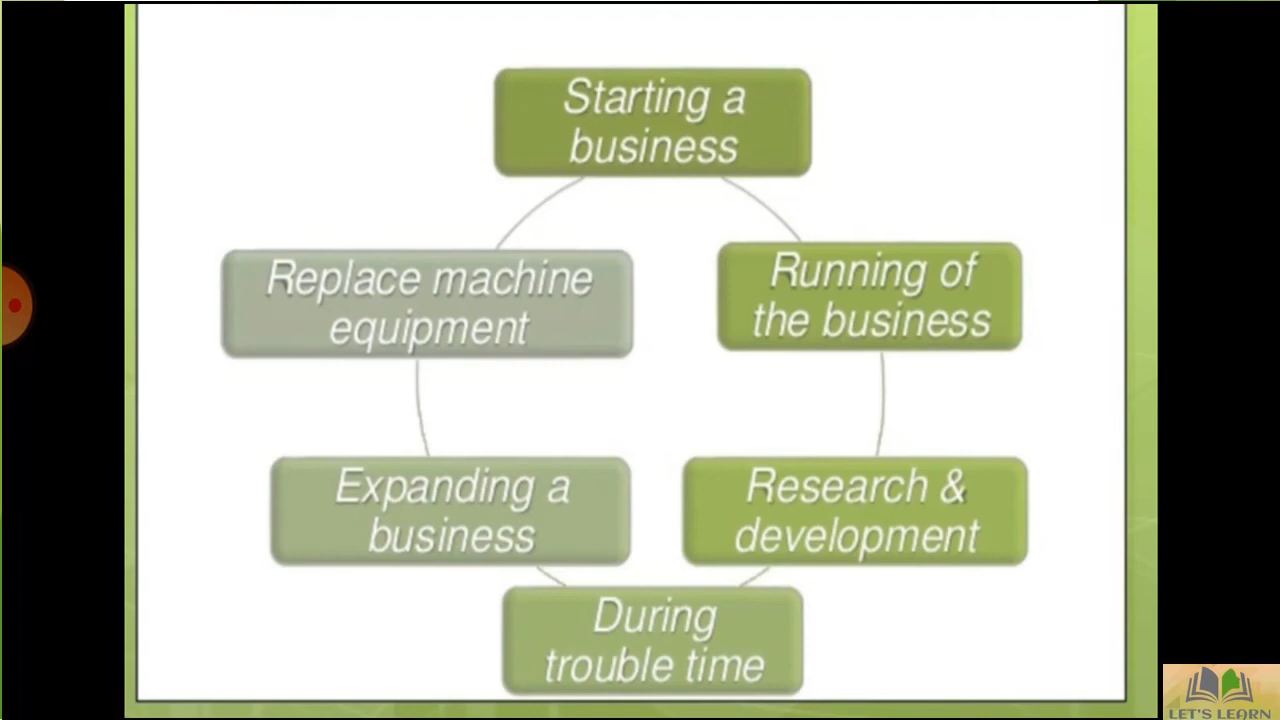 Starting a
business
Replace machine
equipment
Running of
the business
Expanding a
business
Research &
development
During
trouble time
LET'S LEARN